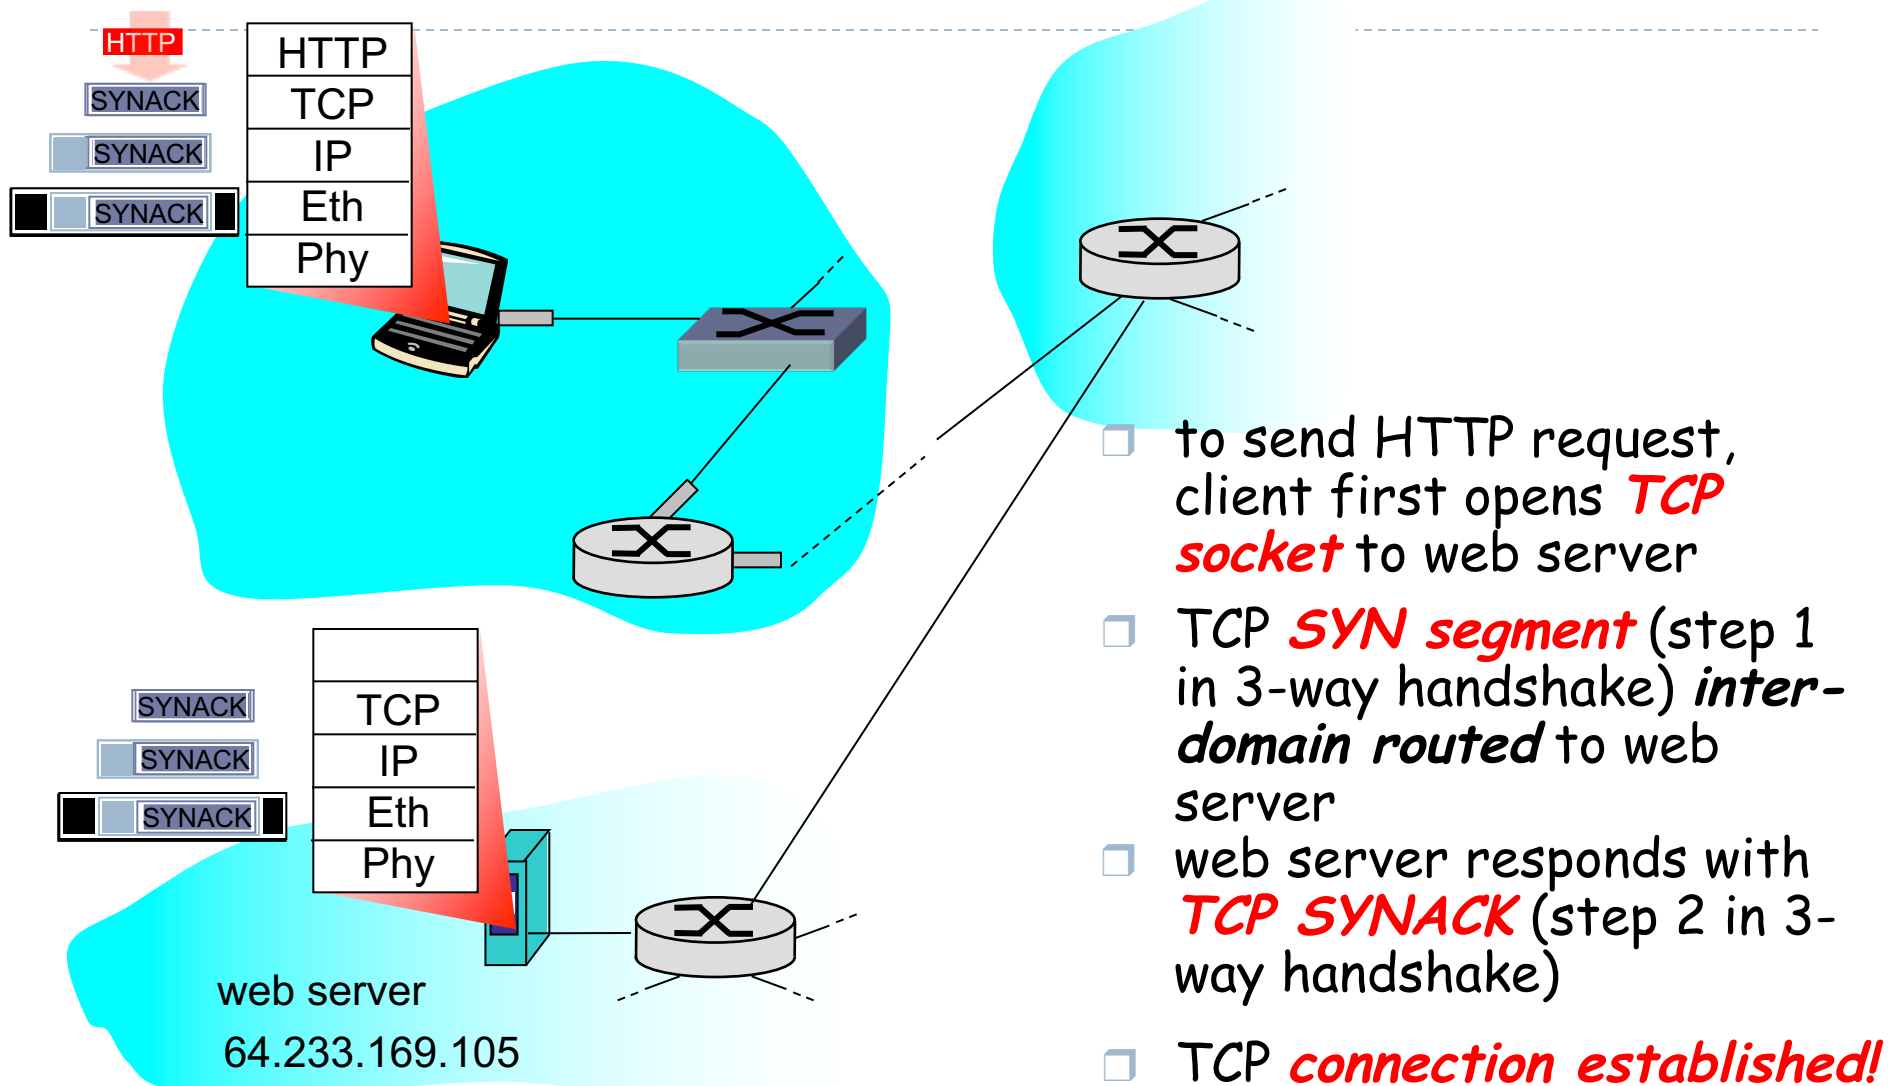 HTTP
SYNACK
SYNACK
SYNACK
HTTP
TCP
IP
Eth
Phy
to send HTTP request,
client first opens TCP
socket to web server
TCP SYN segment (step 1
in 3-way handshake) inter-
domain routed to web
server
web server responds with
TCP SYNACK (step 2 in 3-
way handshake)
TCP connection established!
SYNACK
SYNACK
SYNACK
TCP
IP
Eth
Phy
web server
64.233.169.105